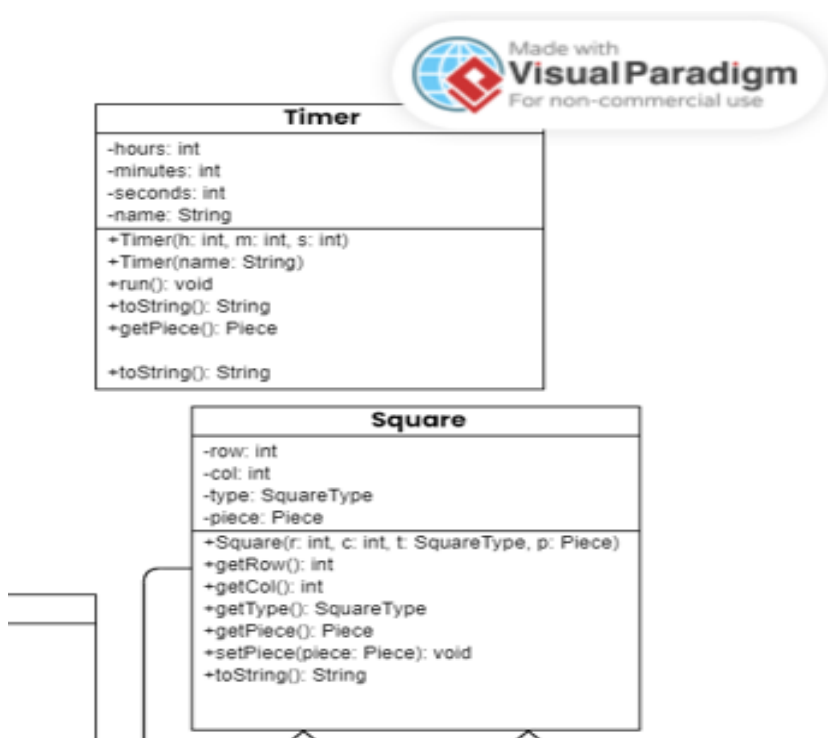 Made with
Visual Paradigm
For non-commercial use
Timer
-hours: int
-minutes: int
-seconds: int
-name: String
+Timer(h: int, m: int, s: int)
+Timer(name: String)
+run(): void
+toString(): String
+getPiece(): Piece
+toString(): String
Square
-row: int
-col: int
-type: SquareType
-piece: Piece
+Square(r: int, c: int, t: SquareType, p: Piece)
+getRow(): int
+getCol(): int
+getType(): SquareType
+getPiece(): Piece
+setPiece(piece: Piece): void
+toString(): String